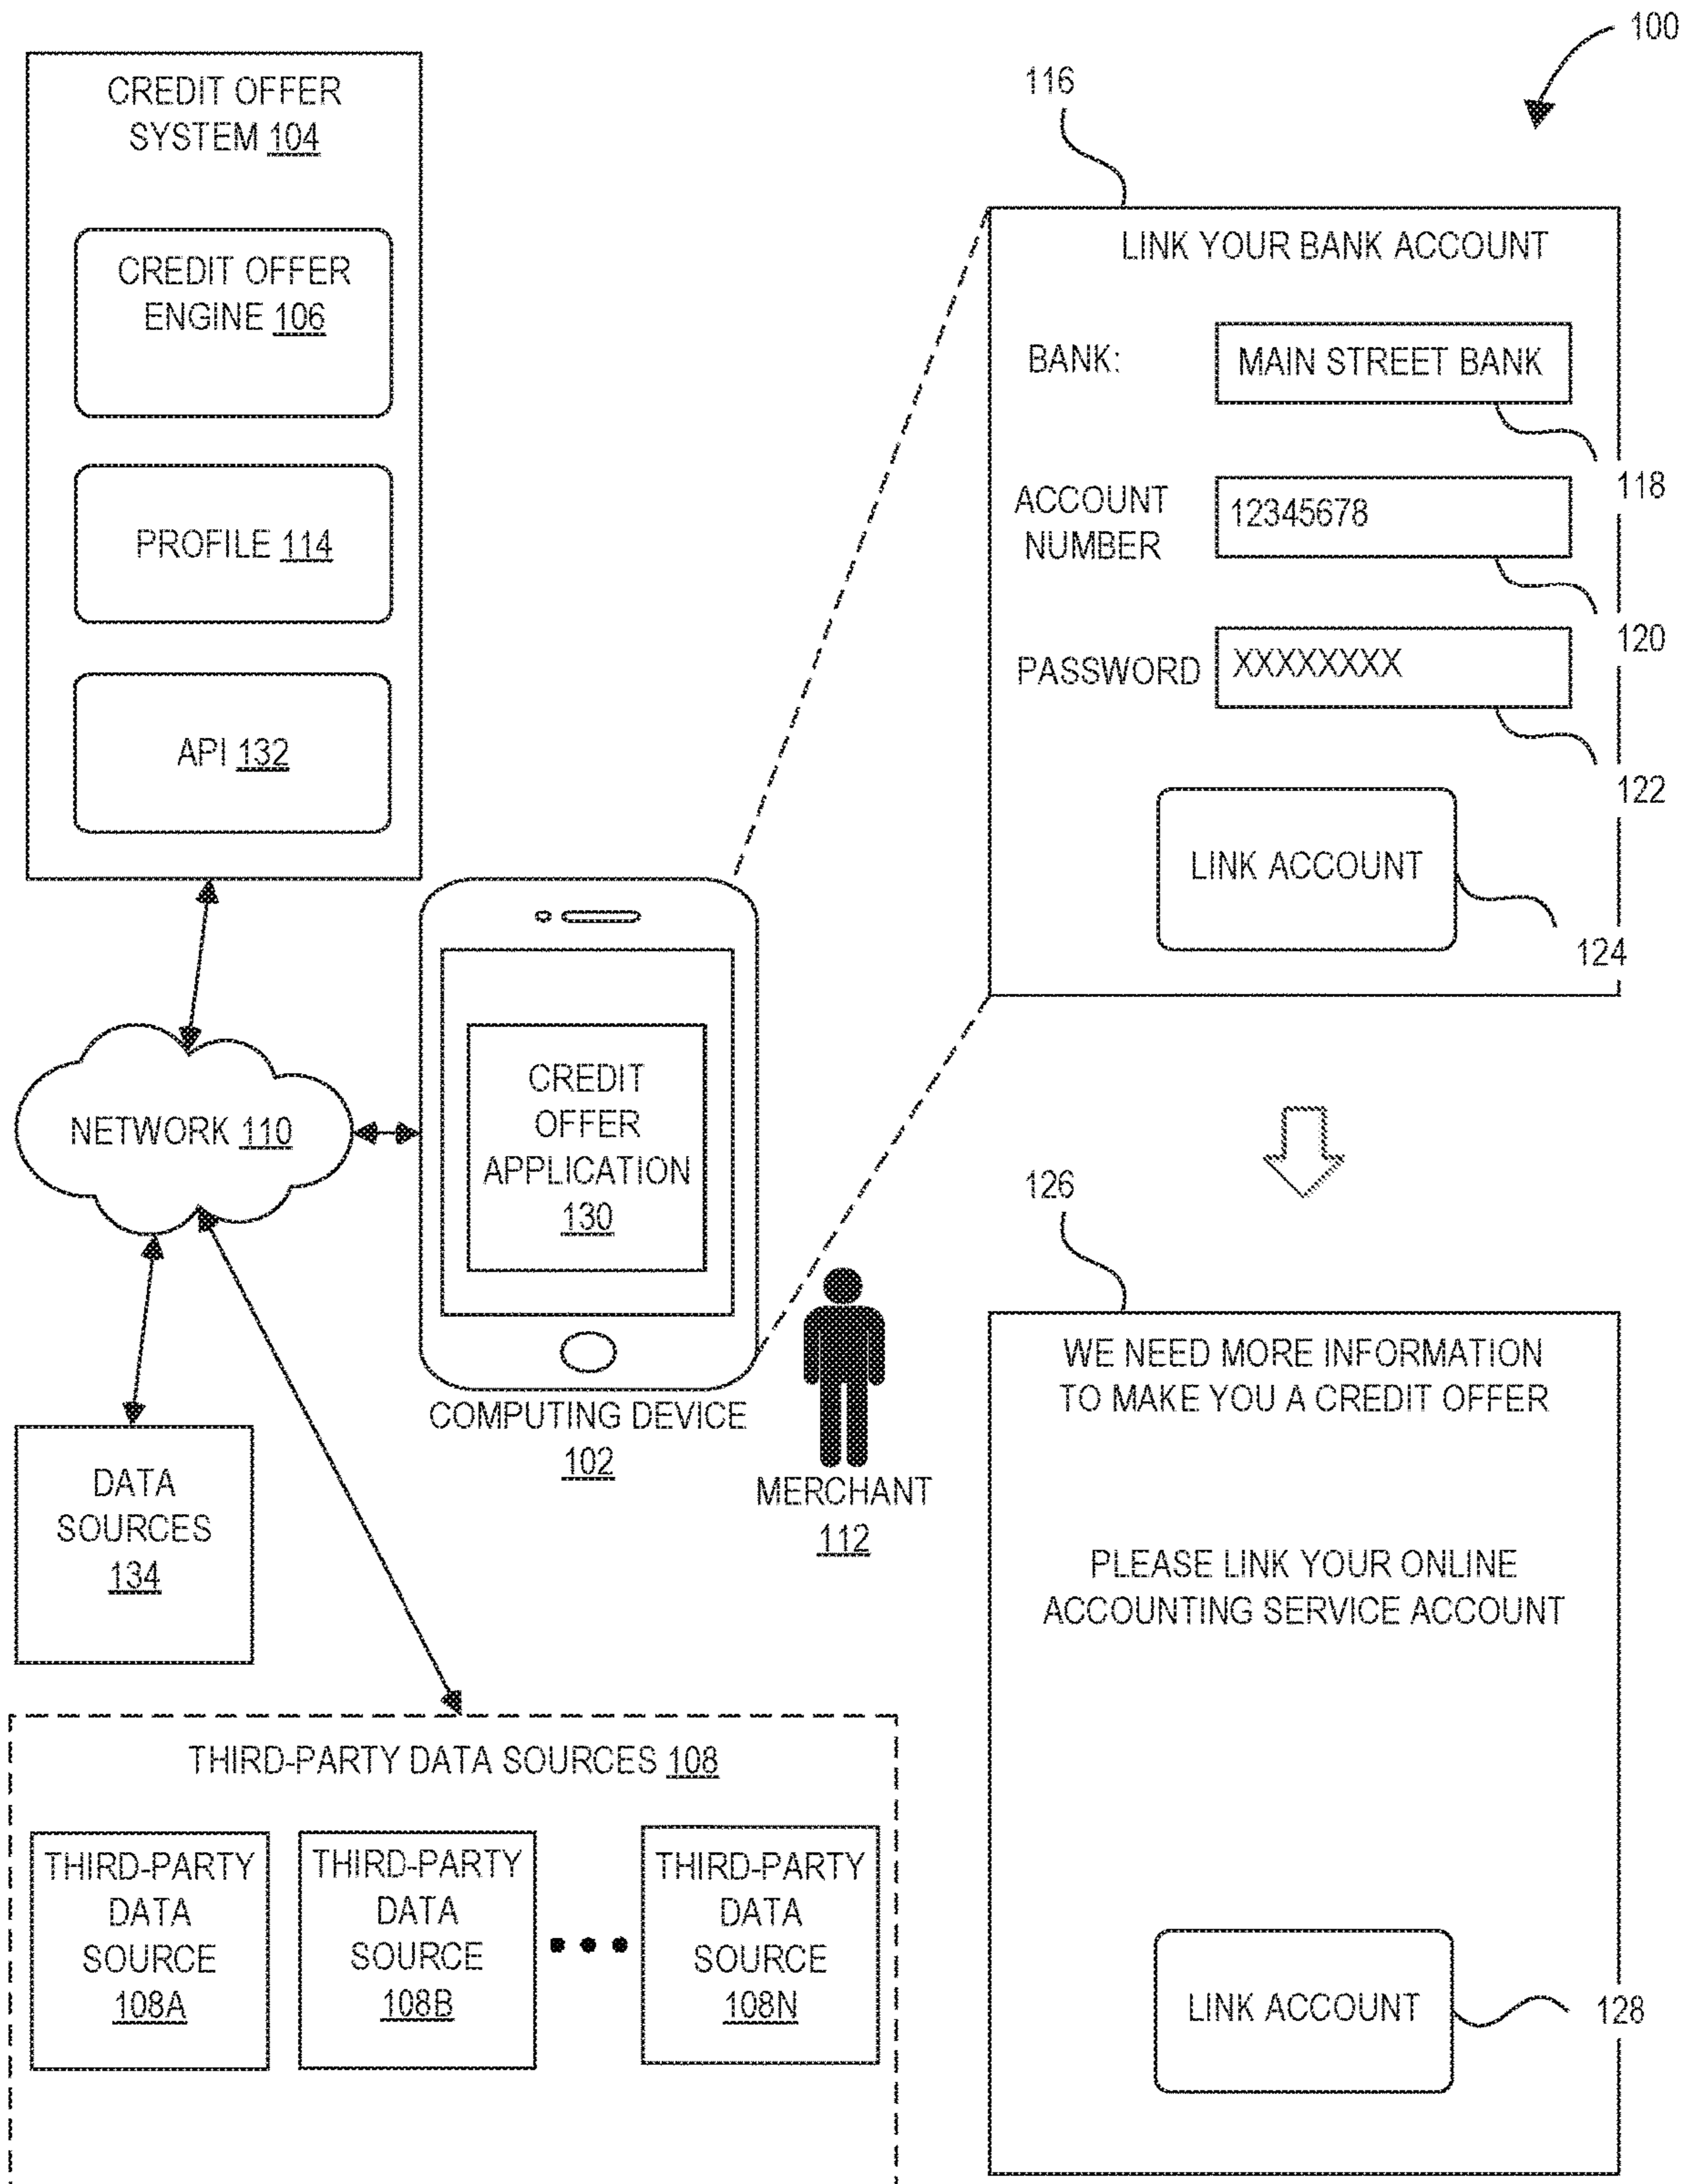 100
CREDIT OFFER
SYSTEM 104
CREDIT OFFER
ENGINE 106
PROFILE 114
API 132
116
LINK YOUR BANK ACCOUNT
BANK:
MAIN STREET BANK
118
ACCOUNT
NUMBER
12345678
120
PASSWORD
XXXXXXXX
122
LINK ACCOUNT
124
NETWORK 110
CREDIT
OFFER
APPLICATION
130
COMPUTING DEVICE
102
MERCHANT
112
126
WE NEED MORE INFORMATION
TO MAKE YOU A CREDIT OFFER
PLEASE LINK YOUR ONLINE
ACCOUNTING SERVICE ACCOUNT
LINK ACCOUNT
128
DATA
SOURCES
134
THIRD-PARTY DATA SOURCES 108
THIRD-PARTY
DATA
SOURCE
108A
THIRD-PARTY
DATA
SOURCE
108B
THIRD-PARTY
DATA
SOURCE
108N